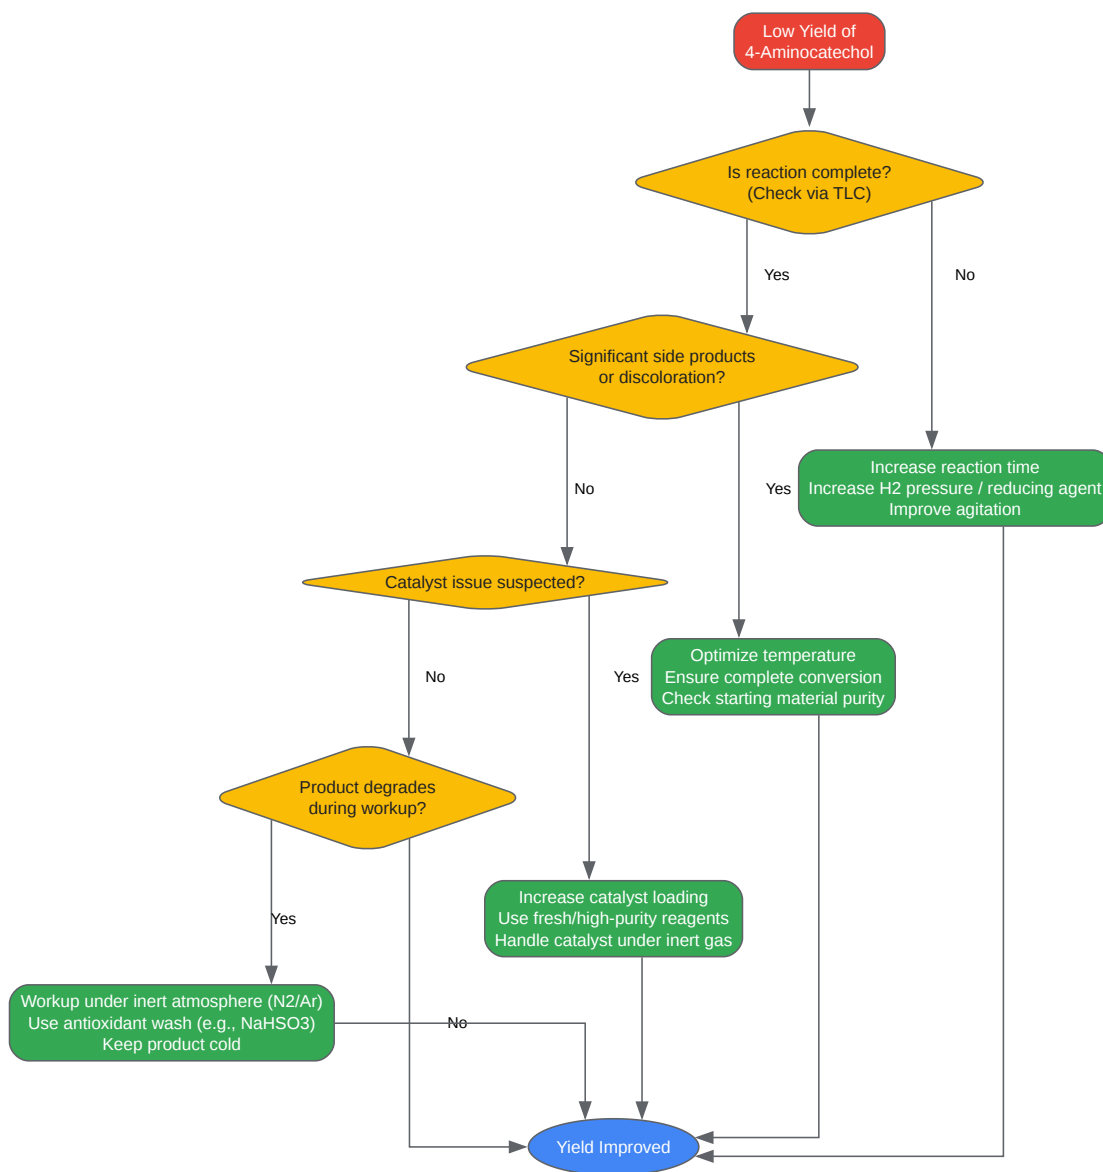 Low Yield of
4-Aminocatechol
Is reaction complete?
(Check via TLC)
Yes
No
Significant side products
or discoloration?
No
Yes
Increase reaction time
Increase H2 pressure / reducing agent
Improve agitation
Catalyst issue suspected?
No
Yes
Optimize temperature
Ensure complete conversion
Check starting material purity
Product degrades
during workup?
Yes
Increase catalyst loading
Use fresh/high-purity reagents
Handle catalyst under inert gas
Workup under inert atmosphere (N2/Ar)
Use antioxidant wash (e.g., NaHSO3)
Keep product cold
No
Yield Improved